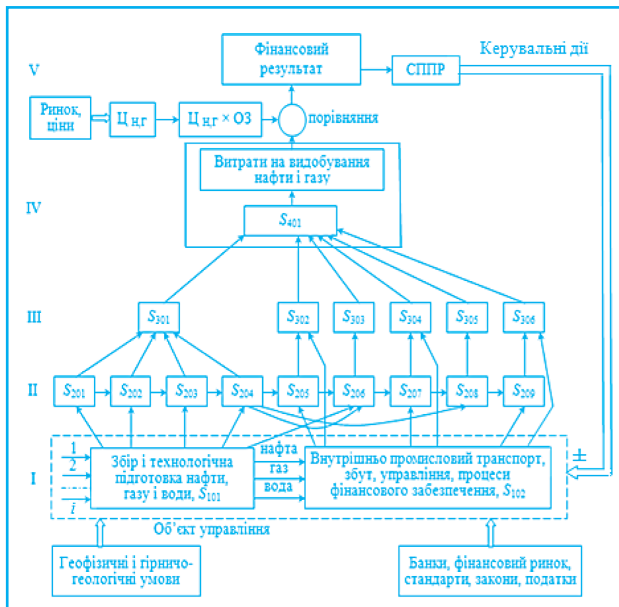 V
Фінансовий
результат
СППР
Керувальні дії
Ринок,
ціни
Ц н,г
Ц н,г × ОЗ
порівняння
IV
Витрати на видобування
нафти і газу
S401
III
S301
S302
S303
S304
S305
S306
II
S201
S202
S203
S204
S205
S206
S207
S208
S209
I
1
2
i
Збір і технологічна
підготовка нафти,
газу і води, S101
нафта
газ
вода
Внутрішньо промисловий транспорт,
збут, управління, процеси
фінансового забезпечення, S102
±
Об’єкт управління
Геофізичні і гірничо-
геологічні умови
Банки, фінансовий ринок,
стандарти, закони, податки